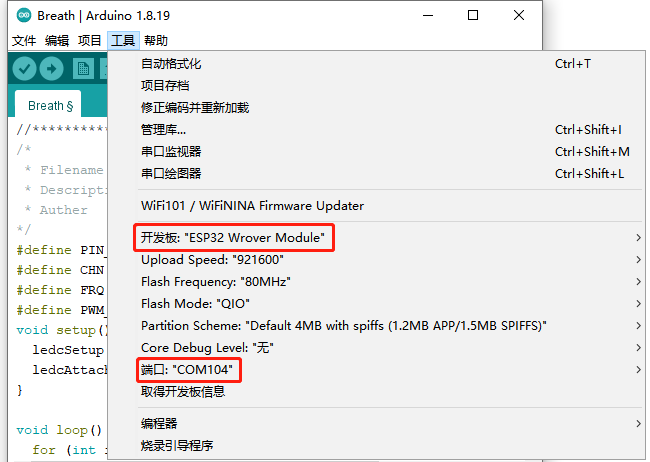 Breath | Arduino 1.8.19
文件 编辑 项目 工具 帮助
自动格式化 Ctrl+T
项目存档
修正编码并重新加载
管理库... Ctrl+Shift+I
串口监视器 Ctrl+Shift+M
串口绘图器 Ctrl+Shift+L
WiFi101 / WiFiNINA Firmware Updater
开发板: "ESP32 Wrover Module"
Upload Speed: "921600"
Flash Frequency: "80MHz"
Flash Mode: "QIO"
Partition Scheme: "Default 4MB with spiffs (1.2MB APP/1.5MB SPIFFS)"
Core Debug Level: "无"
端口: "COM104"
取得开发板信息
编程器
烧录引导程序
Breath §
//**********
/*
* Filename
* Descripti
* Auther
*/
#define PIN_
#define CHN
#define FRQ
#define PWM_
void setup()
ledcSetup
ledcAttach
}
void loop()
for (int i